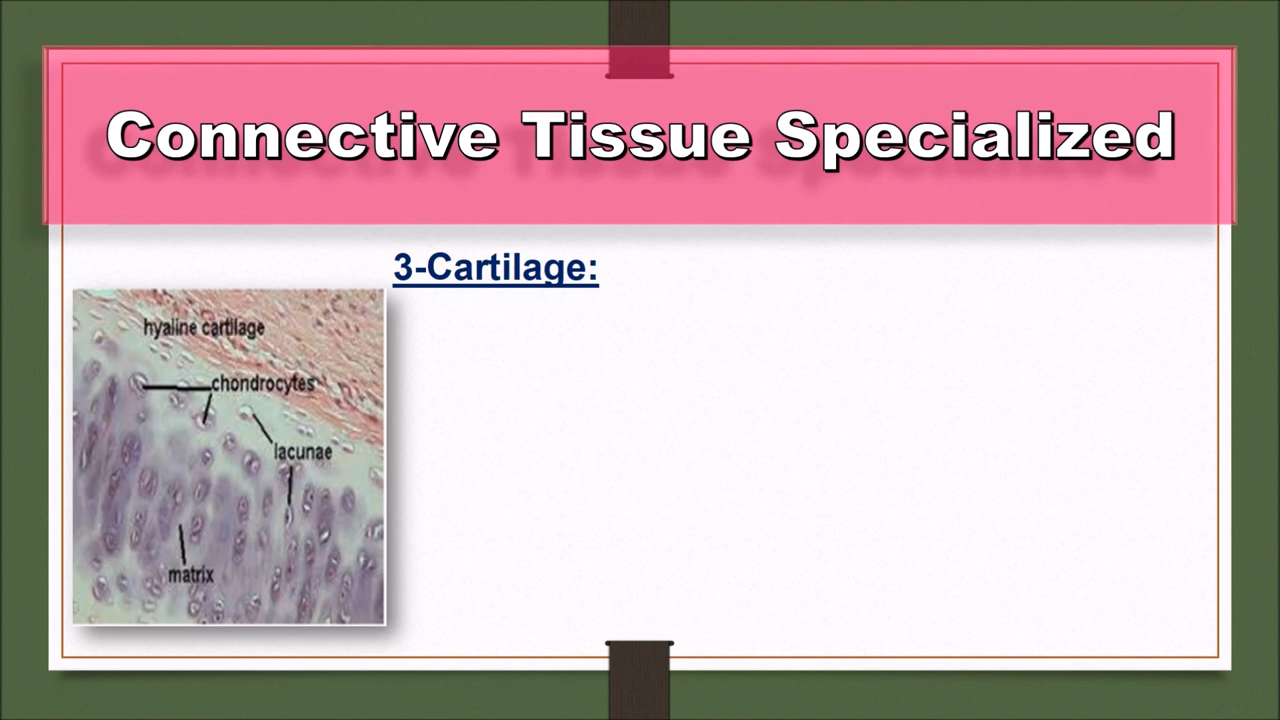 Connective Tissue Specialized
3-Cartilage:
hyaline cartilage
chondrocytes
lacunae
matrix